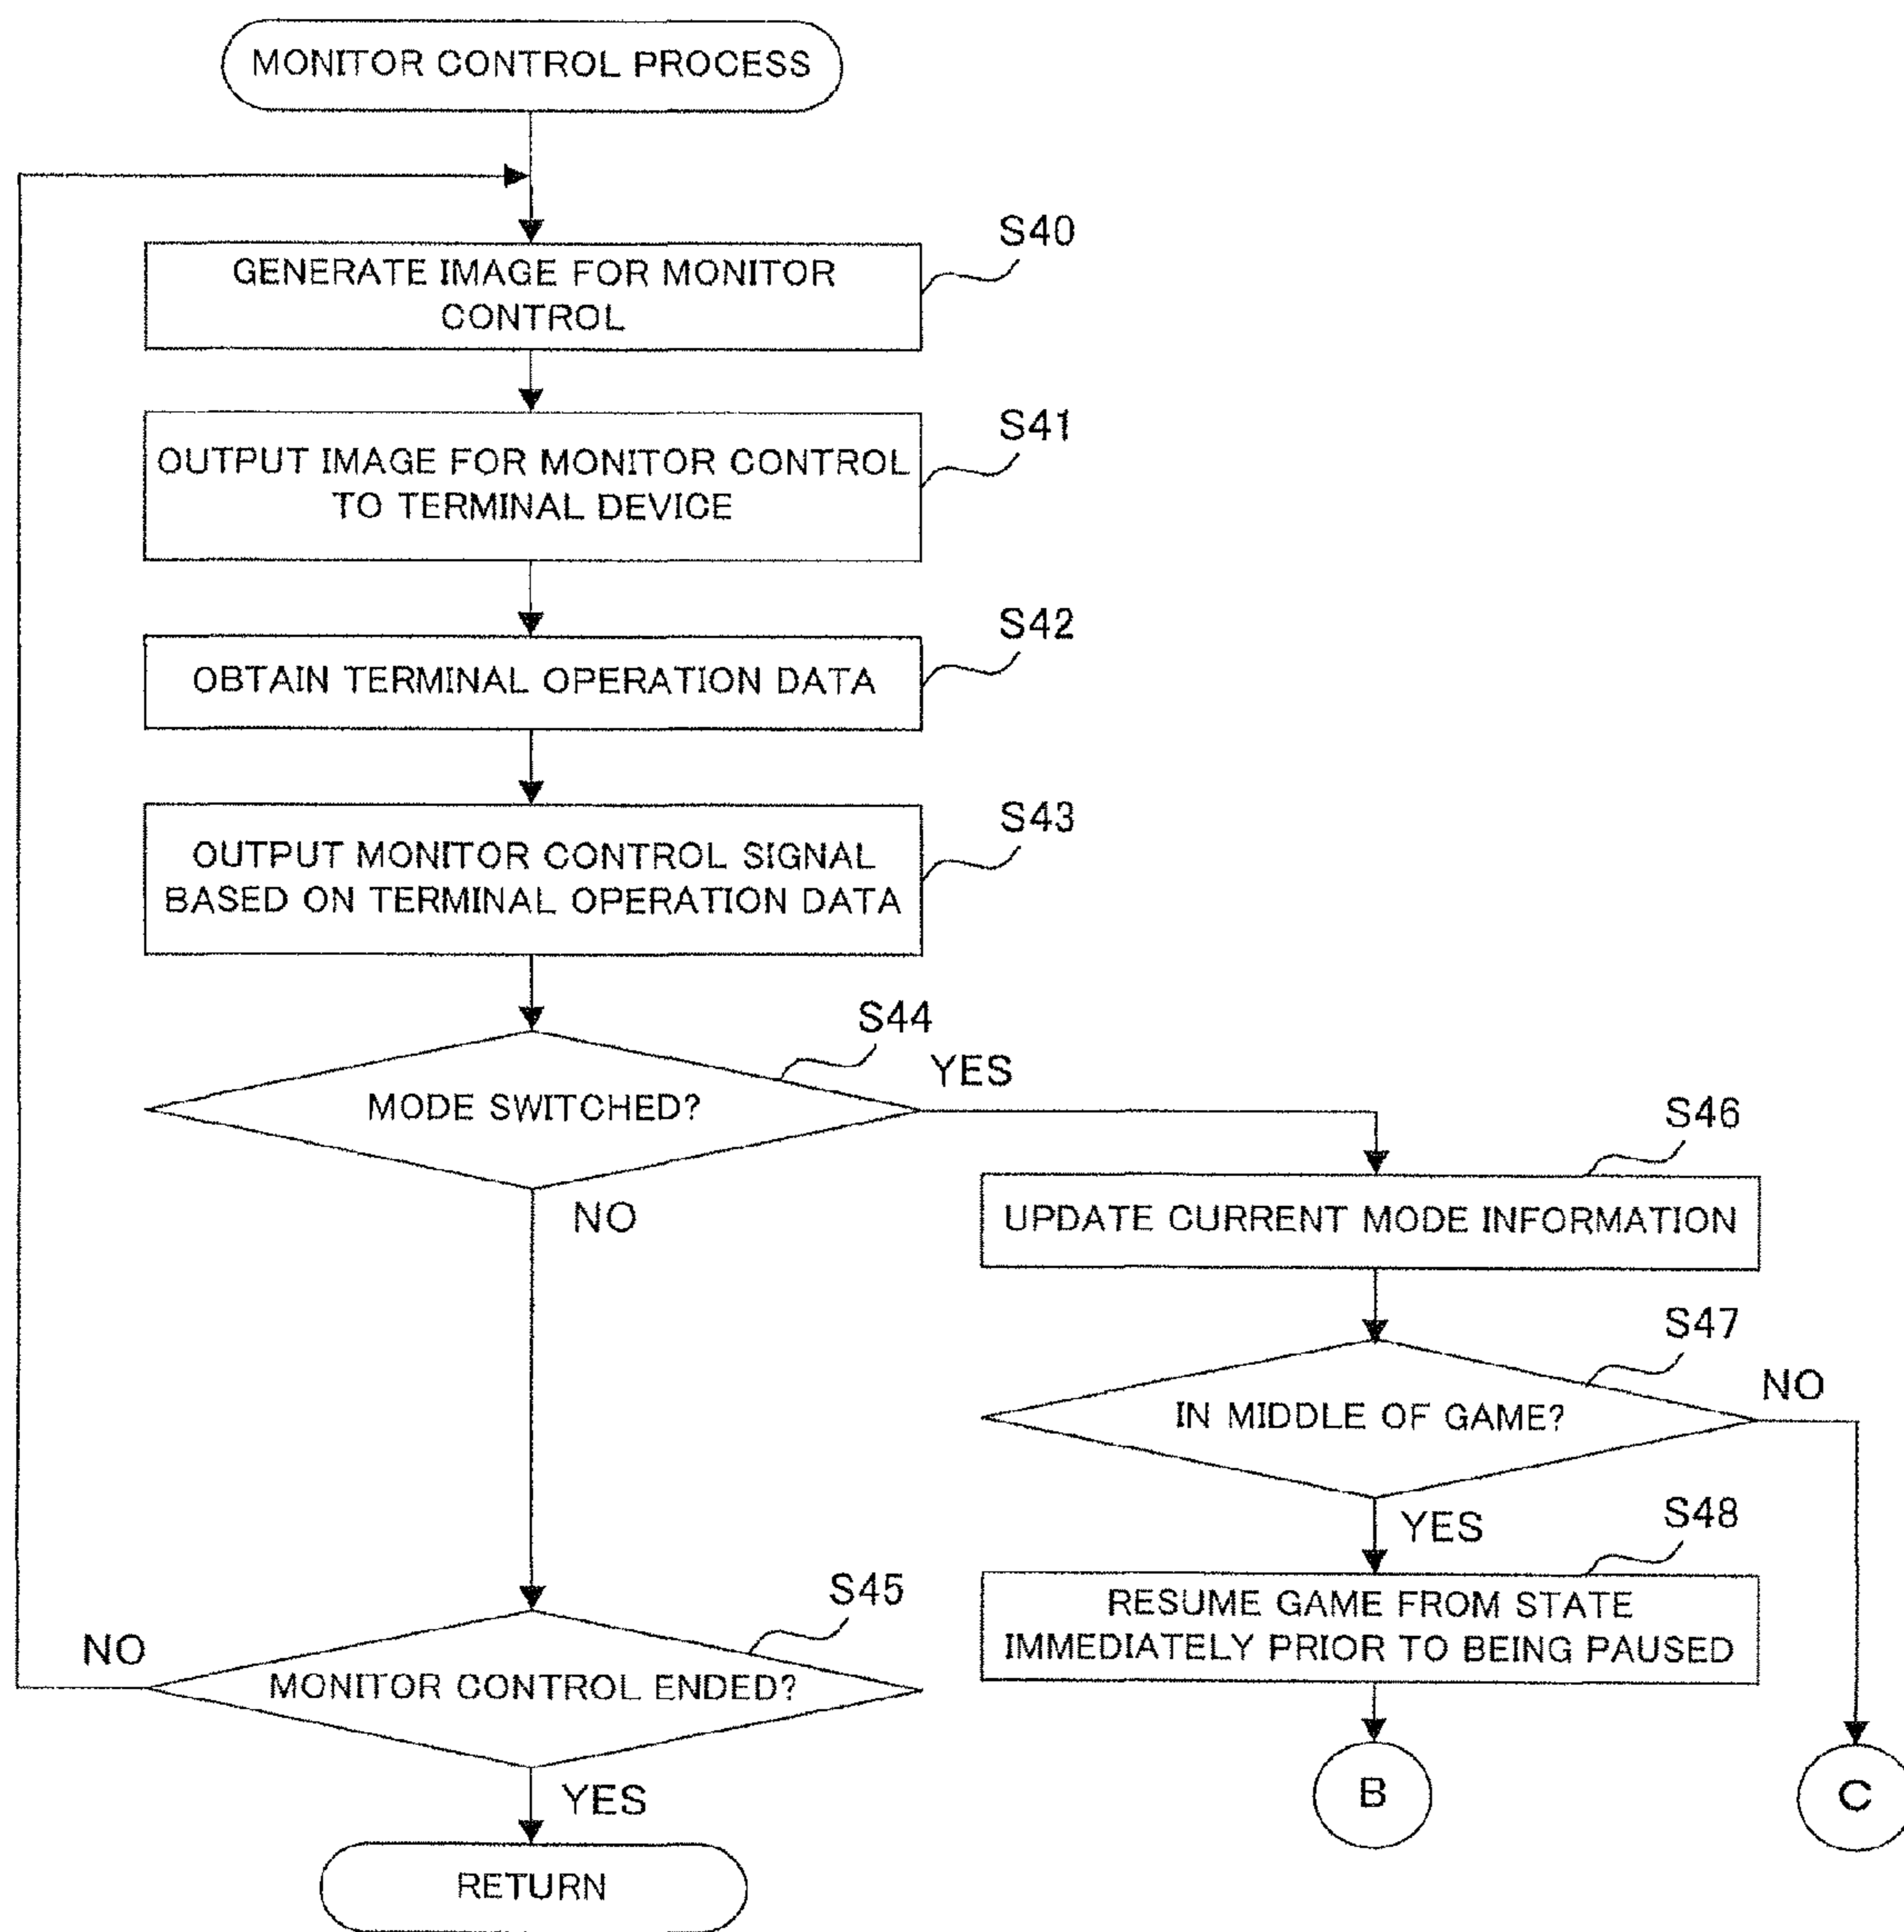 MONITOR CONTROL PROCESS
S40
GENERATE IMAGE FOR MONITOR
CONTROL
S41
OUTPUT IMAGE FOR MONITOR CONTROL
TO TERMINAL DEVICE
S42
OBTAIN TERMINAL OPERATION DATA
S43
OUTPUT MONITOR CONTROL SIGNAL
BASED ON TERMINAL OPERATION DATA
S44
MODE SWITCHED?
YES
NO
S46
UPDATE CURRENT MODE INFORMATION
S47
IN MIDDLE OF GAME?
NO
YES
S48
RESUME GAME FROM STATE
IMMEDIATELY PRIOR TO BEING PAUSED
B
C
S45
MONITOR CONTROL ENDED?
NO
YES
RETURN